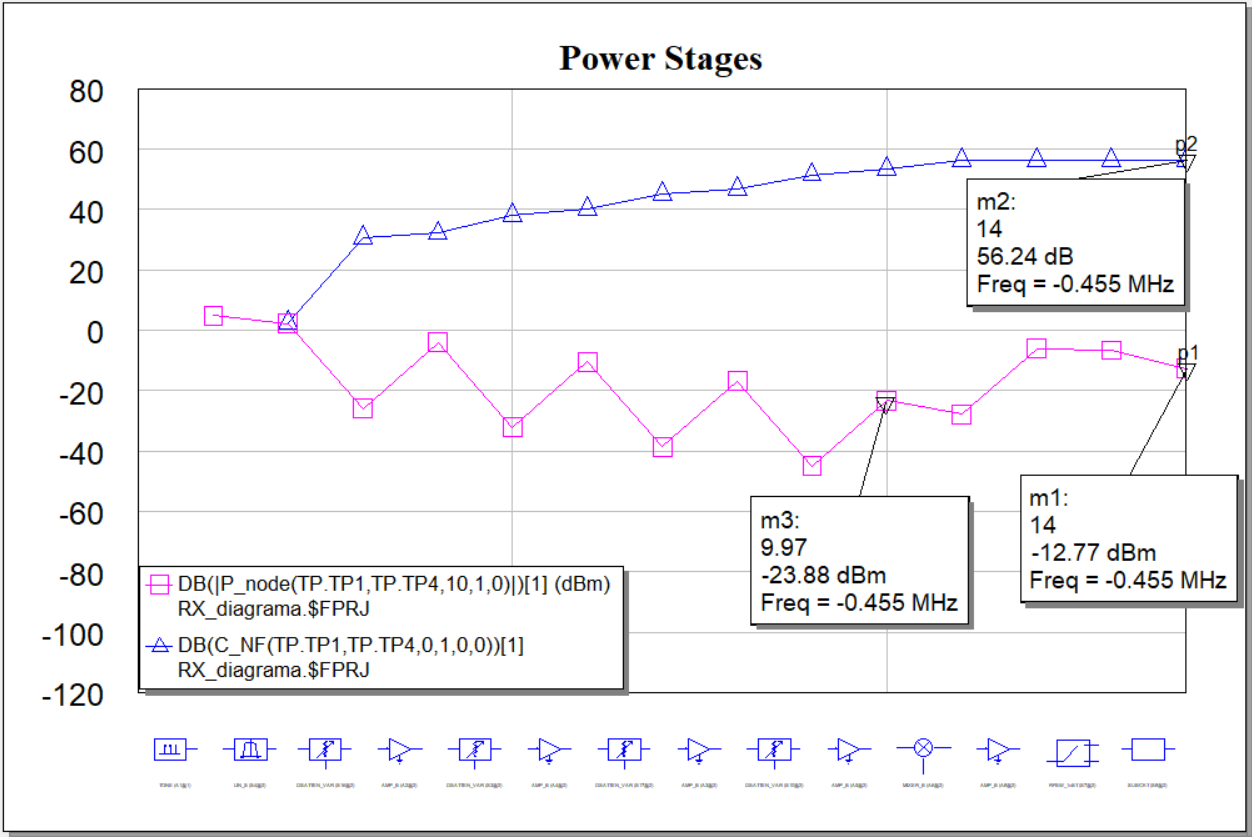 Power Stages
80
60
40
20
0
-20
-40
-60
-80
-100
-120
p2
m2:
14
56.24 dB
Freq = -0.455 MHz
p1
m3:
9.97
-23.88 dBm
Freq = -0.455 MHz
m1:
14
-12.77 dBm
Freq = -0.455 MHz
DB(|P_node(TP.TP1,TP.TP4,10,1,0)|)[1] (dBm)
RX_diagrama.$FPRJ
DB(C_NF(TP.TP1,TP.TP4,0,1,0,0))[1]
RX_diagrama.$FPRJ